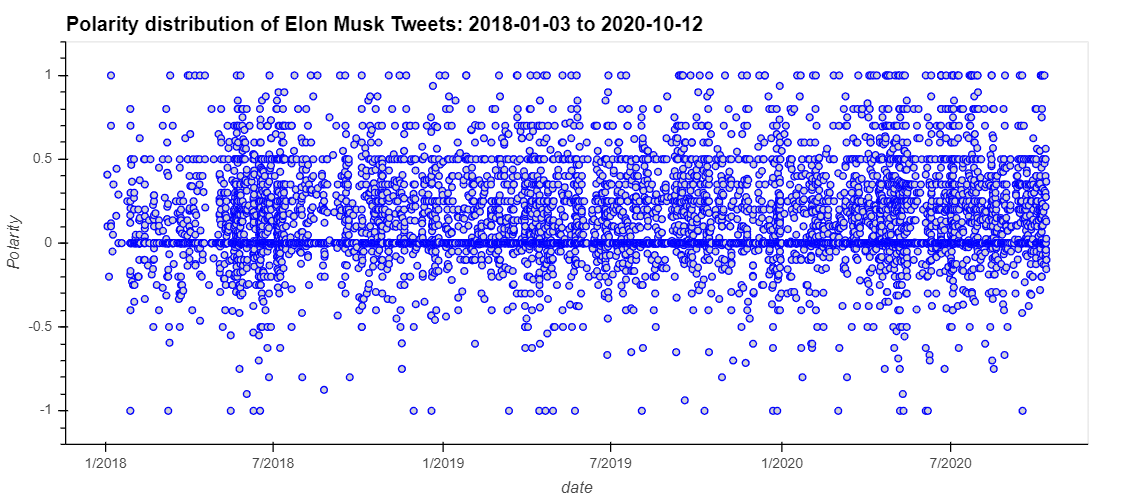 Polarity distribution of Elon Musk Tweets: 2018-01-03 to 2020-10-12
Polarity
1
0.5
0
-0.5
-1
1/2018 7/2018 1/2019 7/2019 1/2020 7/2020
date